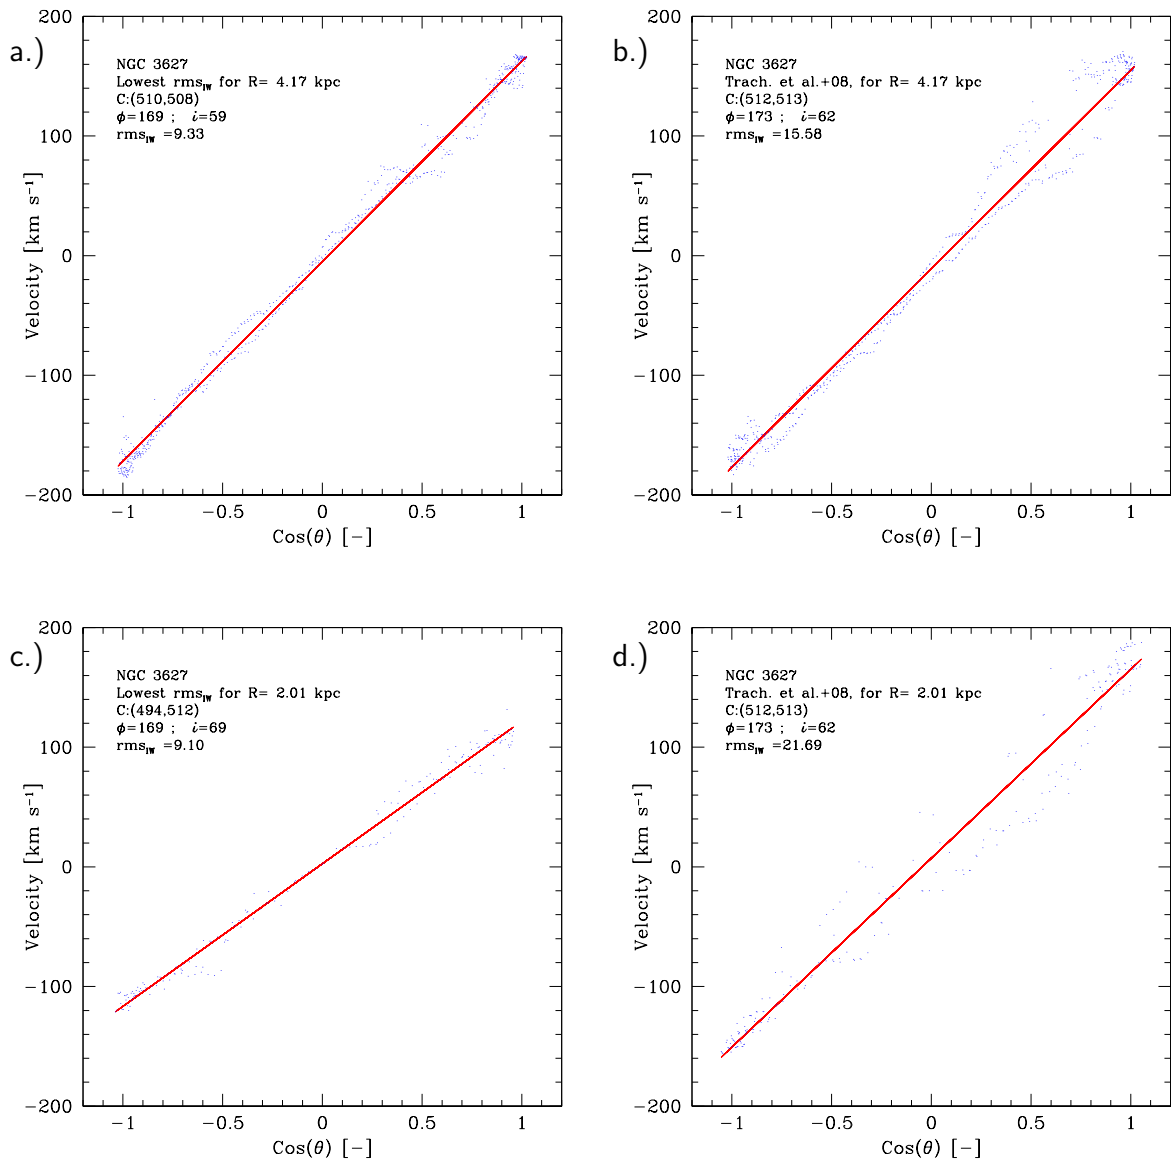 a.)
NGC 3627
Lowest rms_IW for R= 4.17 kpc
C:(510,508)
ϕ=169 ; i=59
rms_IW =9.33
Velocity [km s⁻¹]
200
100
0
−100
−200
−1 −0.5 0 0.5 1
Cos(θ) [−]
b.)
NGC 3627
Trach. et al.+08, for R= 4.17 kpc
C:(512,513)
ϕ=173 ; i=62
rms_IW =15.58
Velocity [km s⁻¹]
200
100
0
−100
−200
−1 −0.5 0 0.5 1
Cos(θ) [−]
c.)
NGC 3627
Lowest rms_IW for R= 2.01 kpc
C:(494,512)
ϕ=169 ; i=69
rms_IW =9.10
Velocity [km s⁻¹]
200
100
0
−100
−200
−1 −0.5 0 0.5 1
Cos(θ) [−]
d.)
NGC 3627
Trach. et al.+08, for R= 2.01 kpc
C:(512,513)
ϕ=173 ; i=62
rms_IW =21.69
Velocity [km s⁻¹]
200
100
0
−100
−200
−1 −0.5 0 0.5 1
Cos(θ) [−]